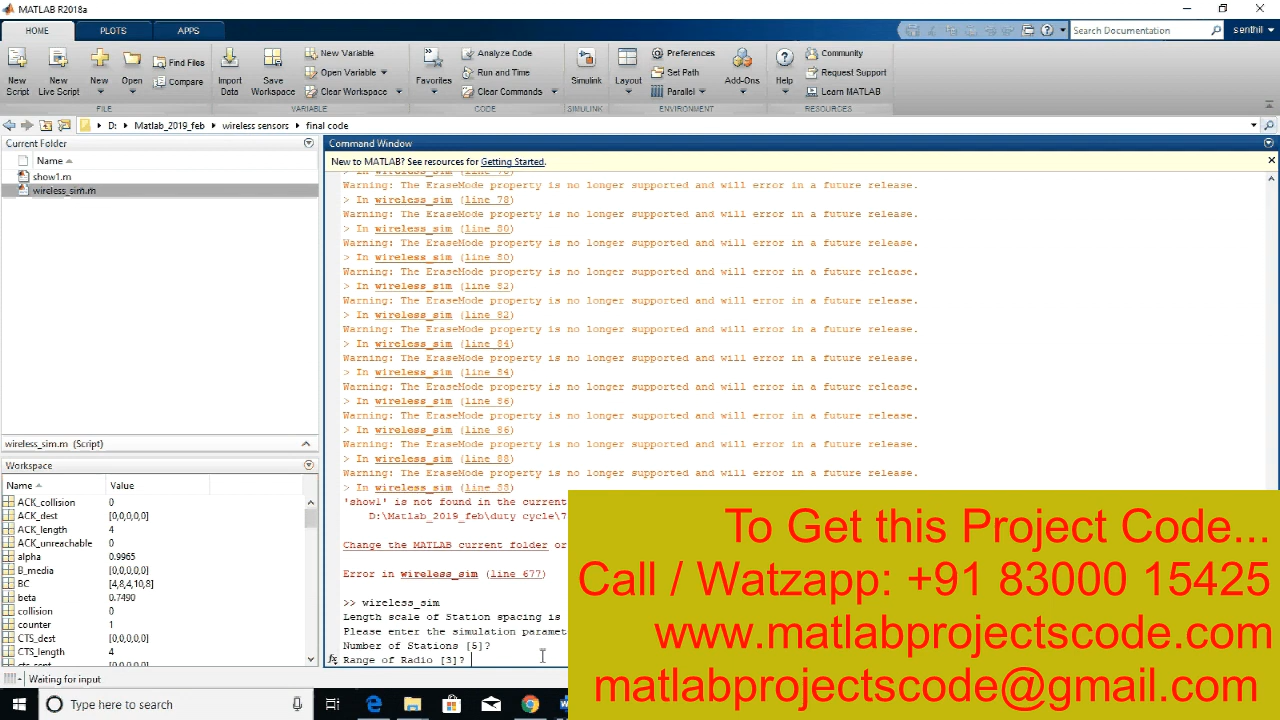 MATLAB R2018a
HOME PLOTS APPS
Search Documentation
senthil
New Script
New Live Script
New
Open
Find Files
Compare
Import Data
Save Workspace
New Variable
Open Variable
Clear Workspace
Favorites
Analyze Code
Run and Time
Clear Commands
Simulink
Layout
Preferences
Set Path
Parallel
Add-Ons
Help
Community
Request Support
Learn MATLAB
FILE VARIABLE CODE SIMULINK ENVIRONMENT RESOURCES
D: Matlab_2019_feb wireless sensors final code
Current Folder
Name
show1.m
wireless_sim.m
wireless_sim.m (Script)
Workspace
Name Value
ACK_collision 0
ACK_dest [0,0,0,0,0]
ACK_length 4
ACK_unreachable 0
alpha 0.9965
B_media [0,0,0,0,0]
BC [4,8,4,10,8]
beta 0.7490
collision 0
counter 1
CTS_dest [0,0,0,0,0]
CTS_length 4
cts_sent [0,0,0,0,0]
Command Window
New to MATLAB? See resources for Getting Started.
Warning: The EraseMode property is no longer supported and will error in a future release.
> In wireless_sim (line 78)
Warning: The EraseMode property is no longer supported and will error in a future release.
> In wireless_sim (line 80)
Warning: The EraseMode property is no longer supported and will error in a future release.
> In wireless_sim (line 80)
Warning: The EraseMode property is no longer supported and will error in a future release.
> In wireless_sim (line 82)
Warning: The EraseMode property is no longer supported and will error in a future release.
> In wireless_sim (line 82)
Warning: The EraseMode property is no longer supported and will error in a future release.
> In wireless_sim (line 84)
Warning: The EraseMode property is no longer supported and will error in a future release.
> In wireless_sim (line 84)
Warning: The EraseMode property is no longer supported and will error in a future release.
> In wireless_sim (line 86)
Warning: The EraseMode property is no longer supported and will error in a future release.
> In wireless_sim (line 86)
Warning: The EraseMode property is no longer supported and will error in a future release.
> In wireless_sim (line 88)
Warning: The EraseMode property is no longer supported and will error in a future release.
> In wireless_sim (line 88)
'show1' is not found in the current
D:\Matlab_2019_feb\duty cycle\7
Change the MATLAB current folder or
Error in wireless_sim (line 677)
>> wireless_sim
Length scale of Station spacing is
Please enter the simulation paramet
Number of Stations [5]?
Range of Radio [3]?
To Get this Project Code...
Call / Watzapp: +91 83000 15425
www.matlabprojectscode.com
matlabprojectscode@gmail.com
Waiting for input
Type here to search